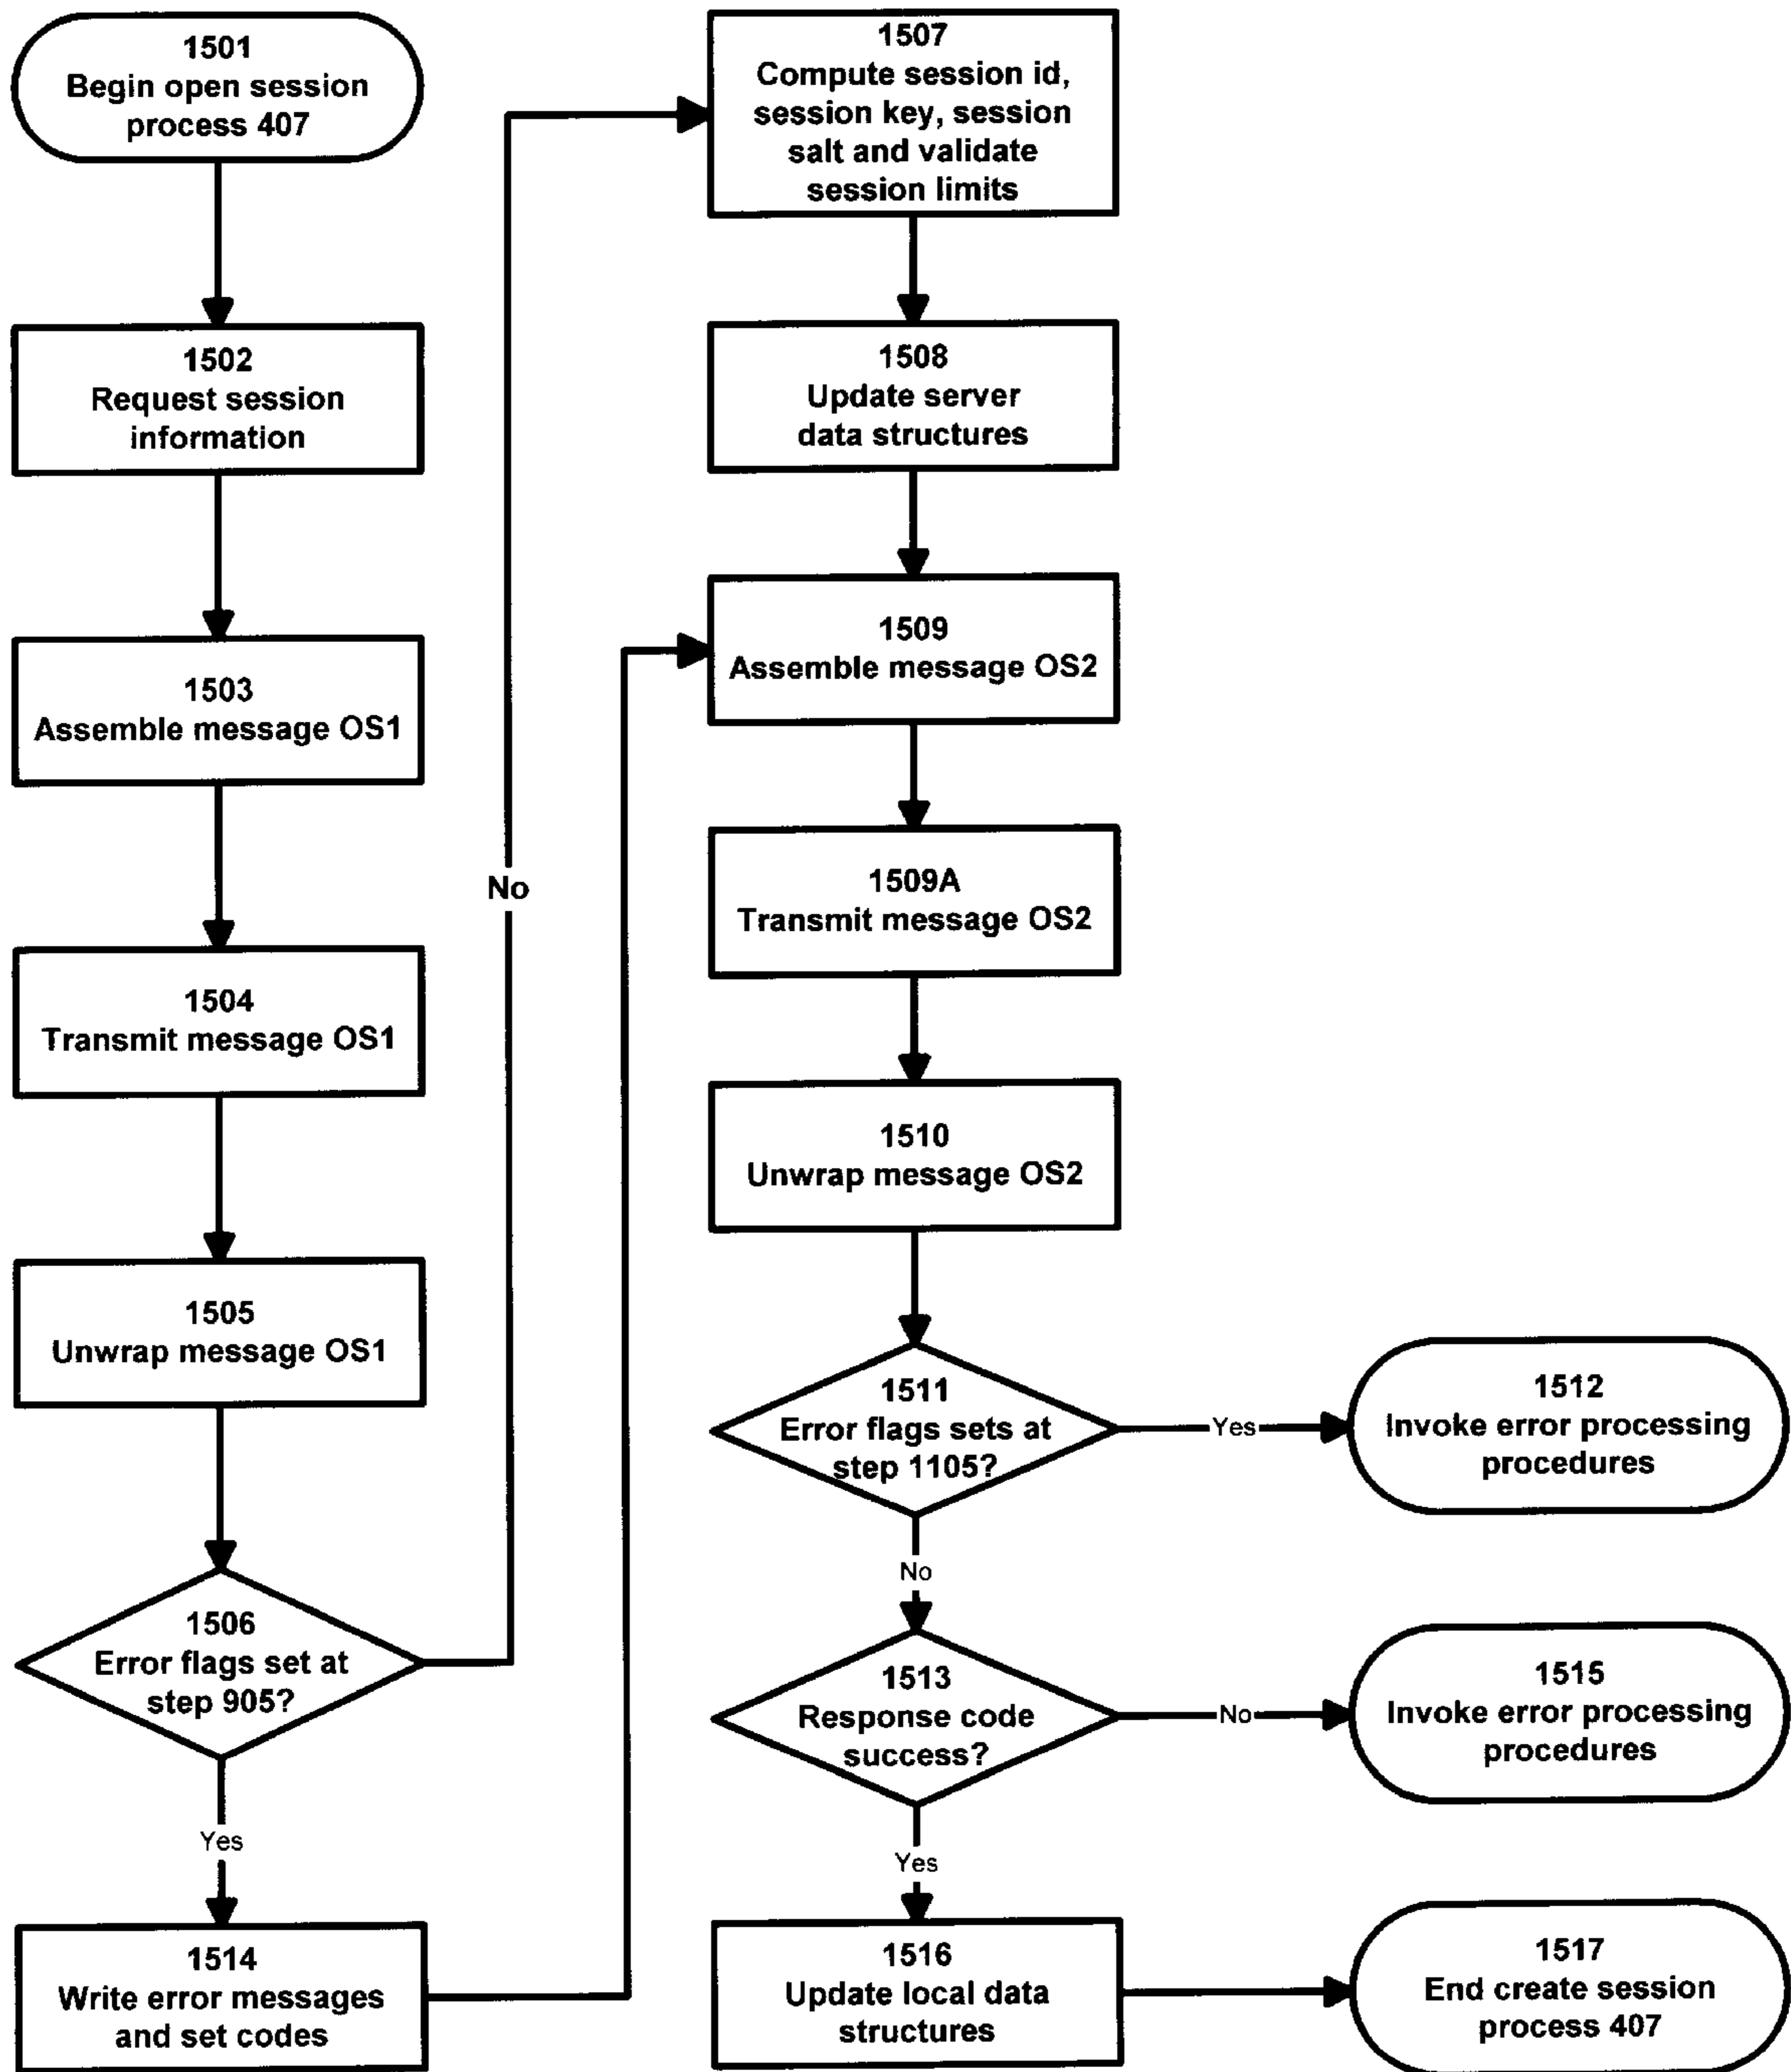 1501
Begin open session
process 407
1502
Request session
information
1503
Assemble message OS1
1504
Transmit message OS1
1505
Unwrap message OS1
1506
Error flags set at
step 905?
Yes
1514
Write error messages
and set codes
No
1507
Compute session id,
session key, session
salt and validate
session limits
1508
Update server
data structures
1509
Assemble message OS2
1509A
Transmit message OS2
1510
Unwrap message OS2
1511
Error flags sets at
step 1105?
Yes
1512
Invoke error processing
procedures
No
1513
Response code
success?
No
1515
Invoke error processing
procedures
Yes
1516
Update local data
structures
1517
End create session
process 407